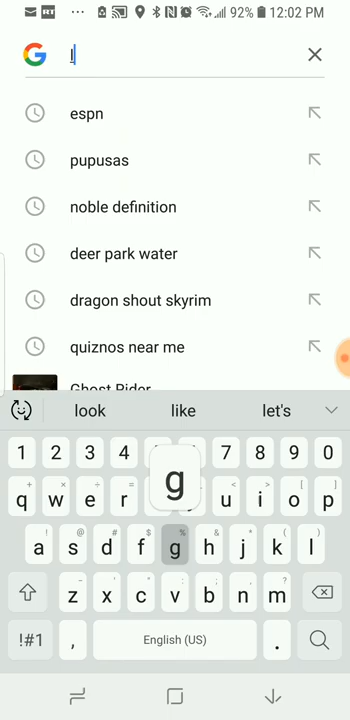 RT ... 92% 12:02 PM
l
espn
pupusas
noble definition
deer park water
dragon shout skyrim
quiznos near me
Ghost Rider
look like let's
1 2 3 4 7 8 9 0
g
q w e r u i o p
a s d f g h j k l
z x c v b n m
!#1 , English (US) .